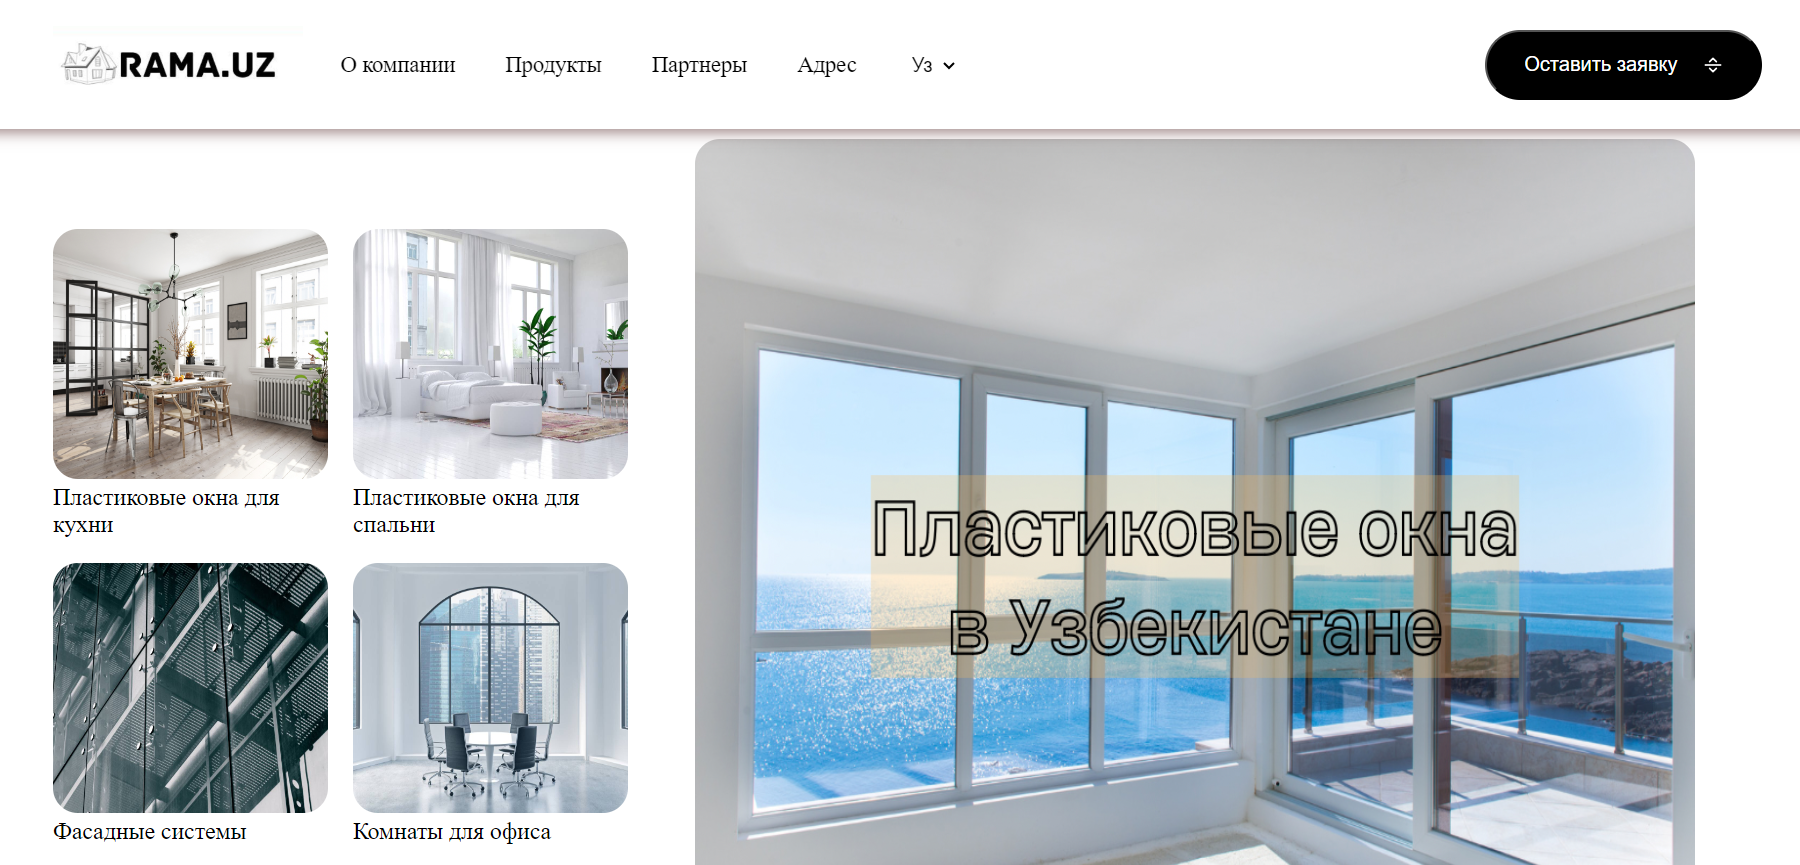 RAMA.UZ
О компании
Продукты
Партнеры
Адрес
Уз
Оставить заявку
Пластиковые окна для
кухни
Пластиковые окна для
спальни
Фасадные системы
Комнаты для офиса
Пластиковые окна
в Узбекистане